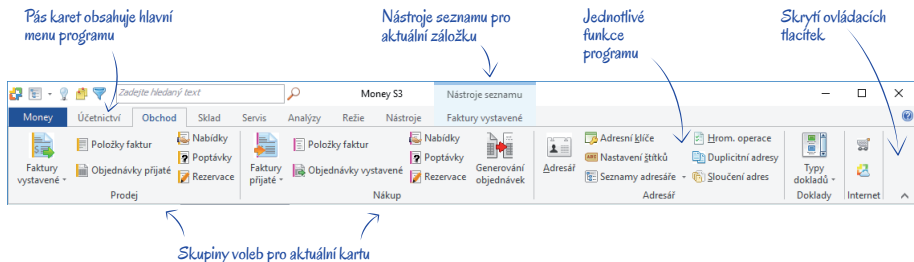 Pás karet obsahuje hlavní
menu programu
Nástroje seznamu pro
aktuální záložku
Jednotlivé
funkce
programu
Skrytí ovládacích
tlačítek
Zadejte hledaný text
Money S3
Nástroje seznamu
Money Účetnictví Obchod Sklad Servis Analýzy Režie Nástroje Faktury vystavené
Faktury
vystavené
Položky faktur
Objednávky přijaté
Nabídky
Poptávky
Rezervace
Prodej
Faktury
přijaté
Položky faktur
Objednávky vystavené
Nabídky
Poptávky
Rezervace
Generování
objednávek
Nákup
Adresář
Adresní klíče
Nastavení štítků
Seznamy adresáře
Hrom. operace
Duplicitní adresy
Sloučení adres
Adresář
Typy
dokladů
Doklady
Internet
Skupiny voleb pro aktuální kartu